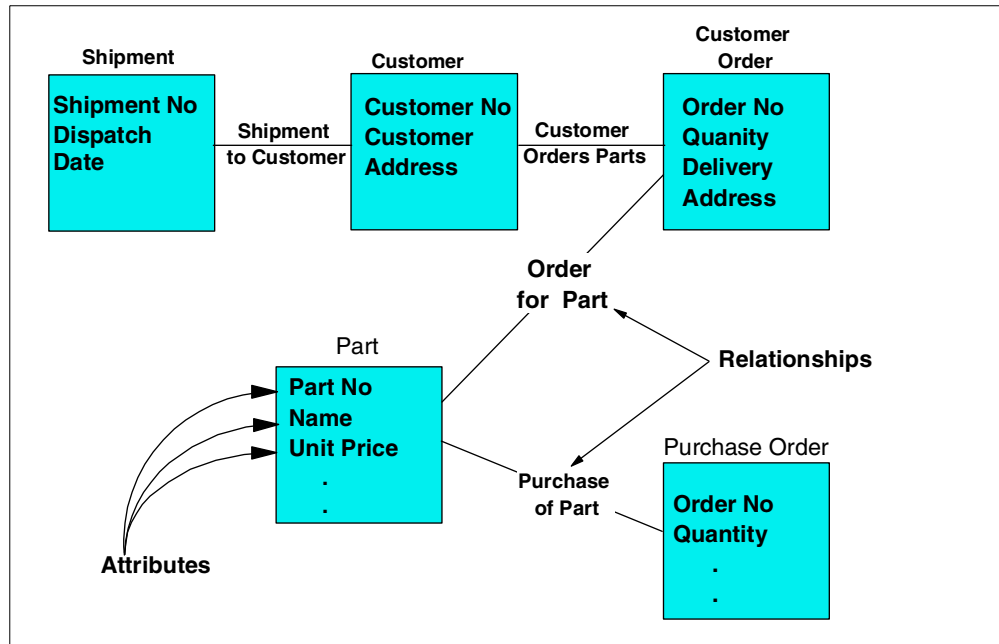 Shipment
Shipment No
Dispatch
Date
Shipment
to Customer
Customer
Customer No
Customer
Address
Customer
Orders Parts
Customer
Order
Order No
Quanity
Delivery
Address
Order
for Part
Relationships
Part
Part No
Name
Unit Price
.
.
Attributes
Purchase
of Part
Purchase Order
Order No
Quantity
.
.